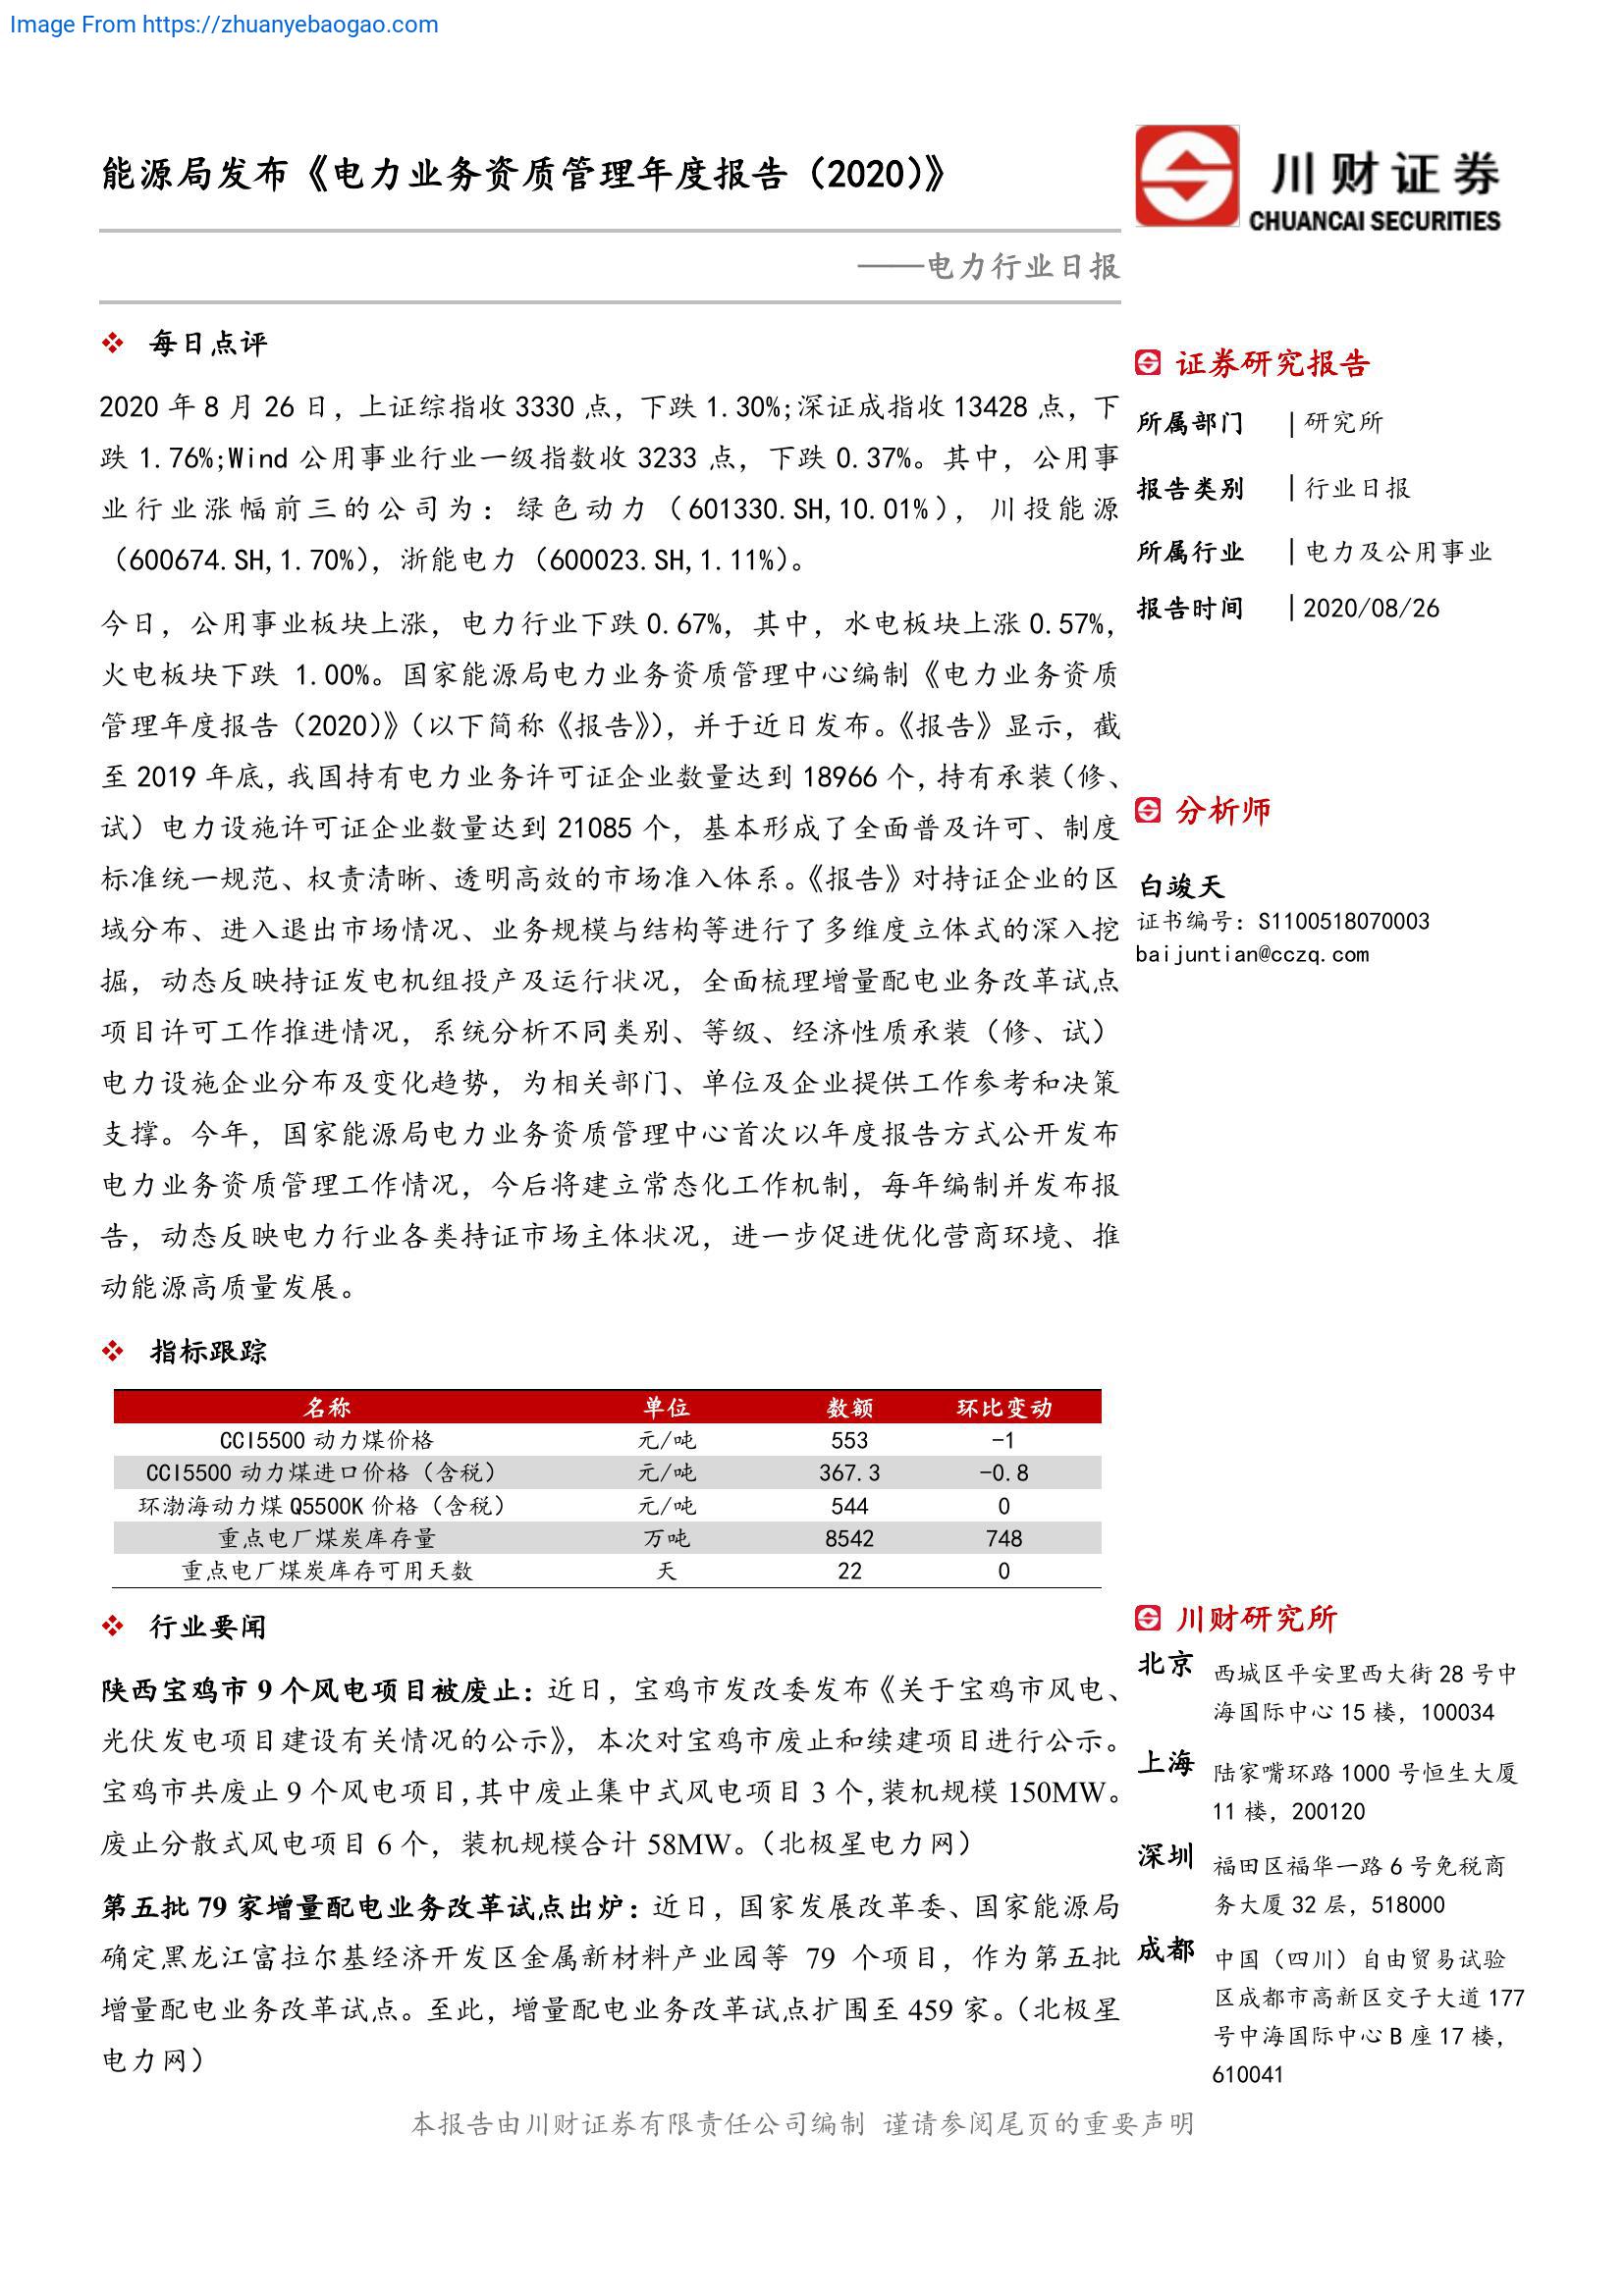 Image From https://zhuanyebaogao.com
能源局发布《电力业务资质管理年度报告（2020）》
——电力行业日报
川财证券
CHUANCAI SECURITIES
❖ 每日点评
2020 年 8 月 26 日，上证综指收 3330 点，下跌 1.30%;深证成指收 13428 点，下
跌 1.76%;Wind 公用事业行业一级指数收 3233 点，下跌 0.37%。其中，公用事
业行业涨幅前三的公司为：绿色动力（601330.SH,10.01%），川投能源
（600674.SH,1.70%），浙能电力（600023.SH,1.11%）。
今日，公用事业板块上涨，电力行业下跌 0.67%，其中，水电板块上涨 0.57%，
火电板块下跌 1.00%。国家能源局电力业务资质管理中心编制《电力业务资质
管理年度报告（2020）》（以下简称《报告》），并于近日发布。《报告》显示，截
至 2019 年底，我国持有电力业务许可证企业数量达到 18966 个，持有承装（修、
试）电力设施许可证企业数量达到 21085 个，基本形成了全面普及许可、制度
标准统一规范、权责清晰、透明高效的市场准入体系。《报告》对持证企业的区
域分布、进入退出市场情况、业务规模与结构等进行了多维度立体式的深入挖
掘，动态反映持证发电机组投产及运行状况，全面梳理增量配电业务改革试点
项目许可工作推进情况，系统分析不同类别、等级、经济性质承装（修、试）
电力设施企业分布及变化趋势，为相关部门、单位及企业提供工作参考和决策
支撑。今年，国家能源局电力业务资质管理中心首次以年度报告方式公开发布
电力业务资质管理工作情况，今后将建立常态化工作机制，每年编制并发布报
告，动态反映电力行业各类持证市场主体状况，进一步促进优化营商环境、推
动能源高质量发展。
❖ 指标跟踪
名称 单位 数额 环比变动
CCI5500 动力煤价格 元/吨 553 -1
CCI5500 动力煤进口价格（含税） 元/吨 367.3 -0.8
环渤海动力煤 Q5500K 价格（含税） 元/吨 544 0
重点电厂煤炭库存量 万吨 8542 748
重点电厂煤炭库存可用天数 天 22 0
❖ 行业要闻
陕西宝鸡市 9 个风电项目被废止：近日，宝鸡市发改委发布《关于宝鸡市风电、
光伏发电项目建设有关情况的公示》，本次对宝鸡市废止和续建项目进行公示。
宝鸡市共废止 9 个风电项目，其中废止集中式风电项目 3 个，装机规模 150MW。
废止分散式风电项目 6 个，装机规模合计 58MW。（北极星电力网）
第五批 79 家增量配电业务改革试点出炉：近日，国家发展改革委、国家能源局
确定黑龙江富拉尔基经济开发区金属新材料产业园等 79 个项目，作为第五批
增量配电业务改革试点。至此，增量配电业务改革试点扩围至 459 家。（北极星
电力网）
证券研究报告
所属部门 | 研究所
报告类别 | 行业日报
所属行业 | 电力及公用事业
报告时间 | 2020/08/26
分析师
白竣天
证书编号：S1100518070003
baijuntian@cczq.com
川财研究所
北京 西城区平安里西大街 28 号中
海国际中心 15 楼，100034
上海 陆家嘴环路 1000 号恒生大厦
11 楼，200120
深圳 福田区福华一路 6 号免税商
务大厦 32 层，518000
成都 中国（四川）自由贸易试验
区成都市高新区交子大道 177
号中海国际中心 B 座 17 楼，
610041
本报告由川财证券有限责任公司编制 谨请参阅尾页的重要声明